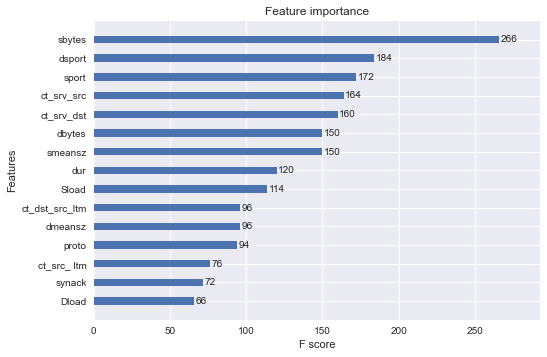 Feature importance
Features
sbytes 266
dsport 184
sport 172
ct_srv_src 164
ct_srv_dst 160
dbytes 150
smeansz 150
dur 120
Sload 114
ct_dst_src_ltm 96
dmeansz 96
proto 94
ct_src_ ltm 76
synack 72
Dload 66
0 50 100 150 200 250
F score